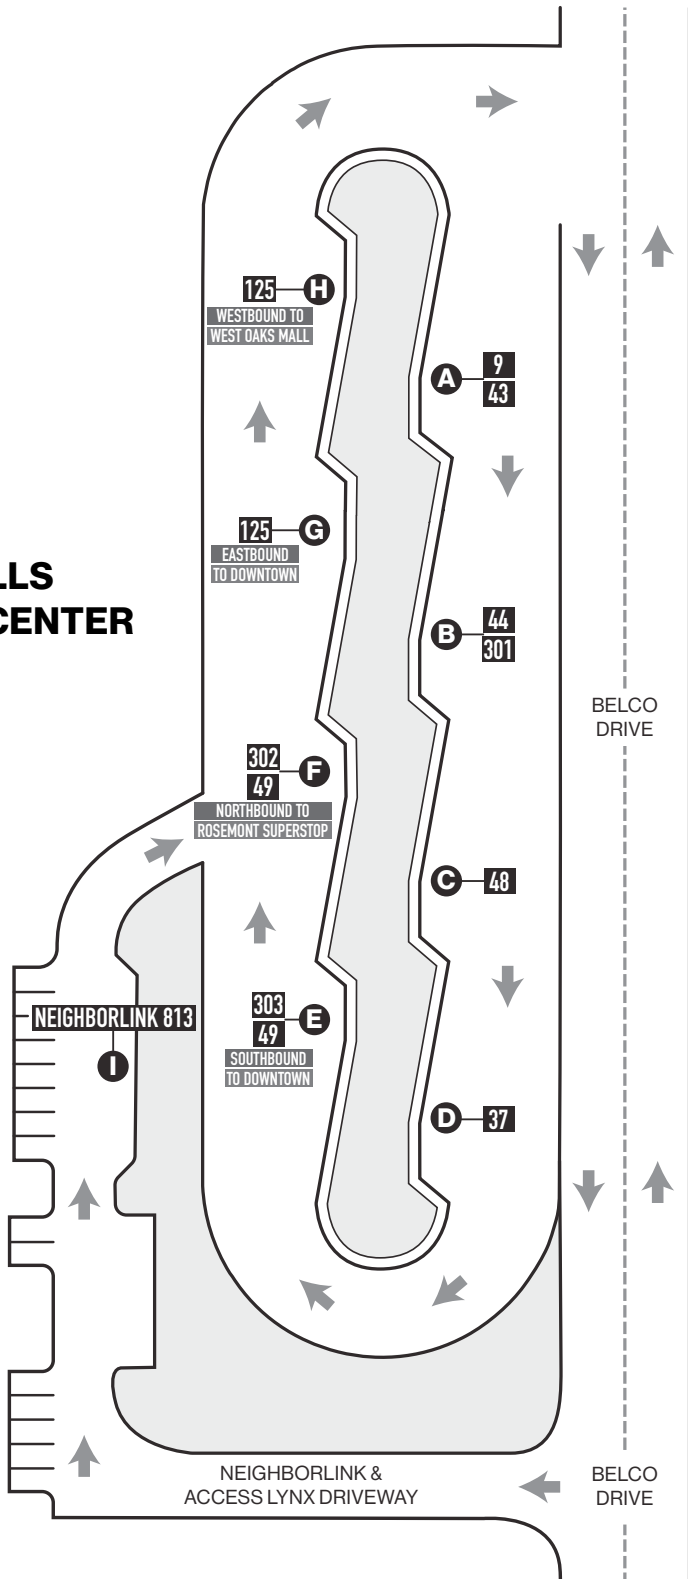 125 H
WESTBOUND TO
WEST OAKS MALL
A 9
43
125 G
EASTBOUND
TO DOWNTOWN
LLS
CENTER
B 44
301
BELCO
DRIVE
302
49
F
NORTHBOUND TO
ROSEMONT SUPERSTOP
C 48
NEIGHBORLINK 813
I
303
49
E
SOUTHBOUND
TO DOWNTOWN
D 37
NEIGHBORLINK &
ACCESS LYNX DRIVEWAY
BELCO
DRIVE